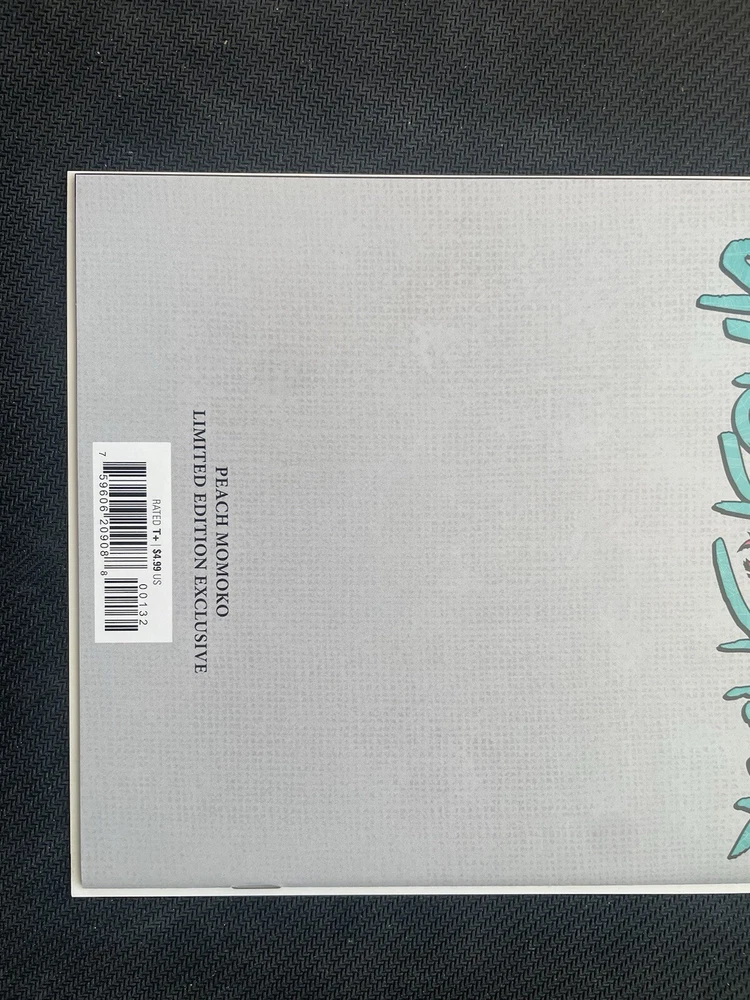 PEACH MOMOKO
LIMITED EDITION EXCLUSIVE
RATED T+ | $4.99 US
00132
7 59606 20908 8